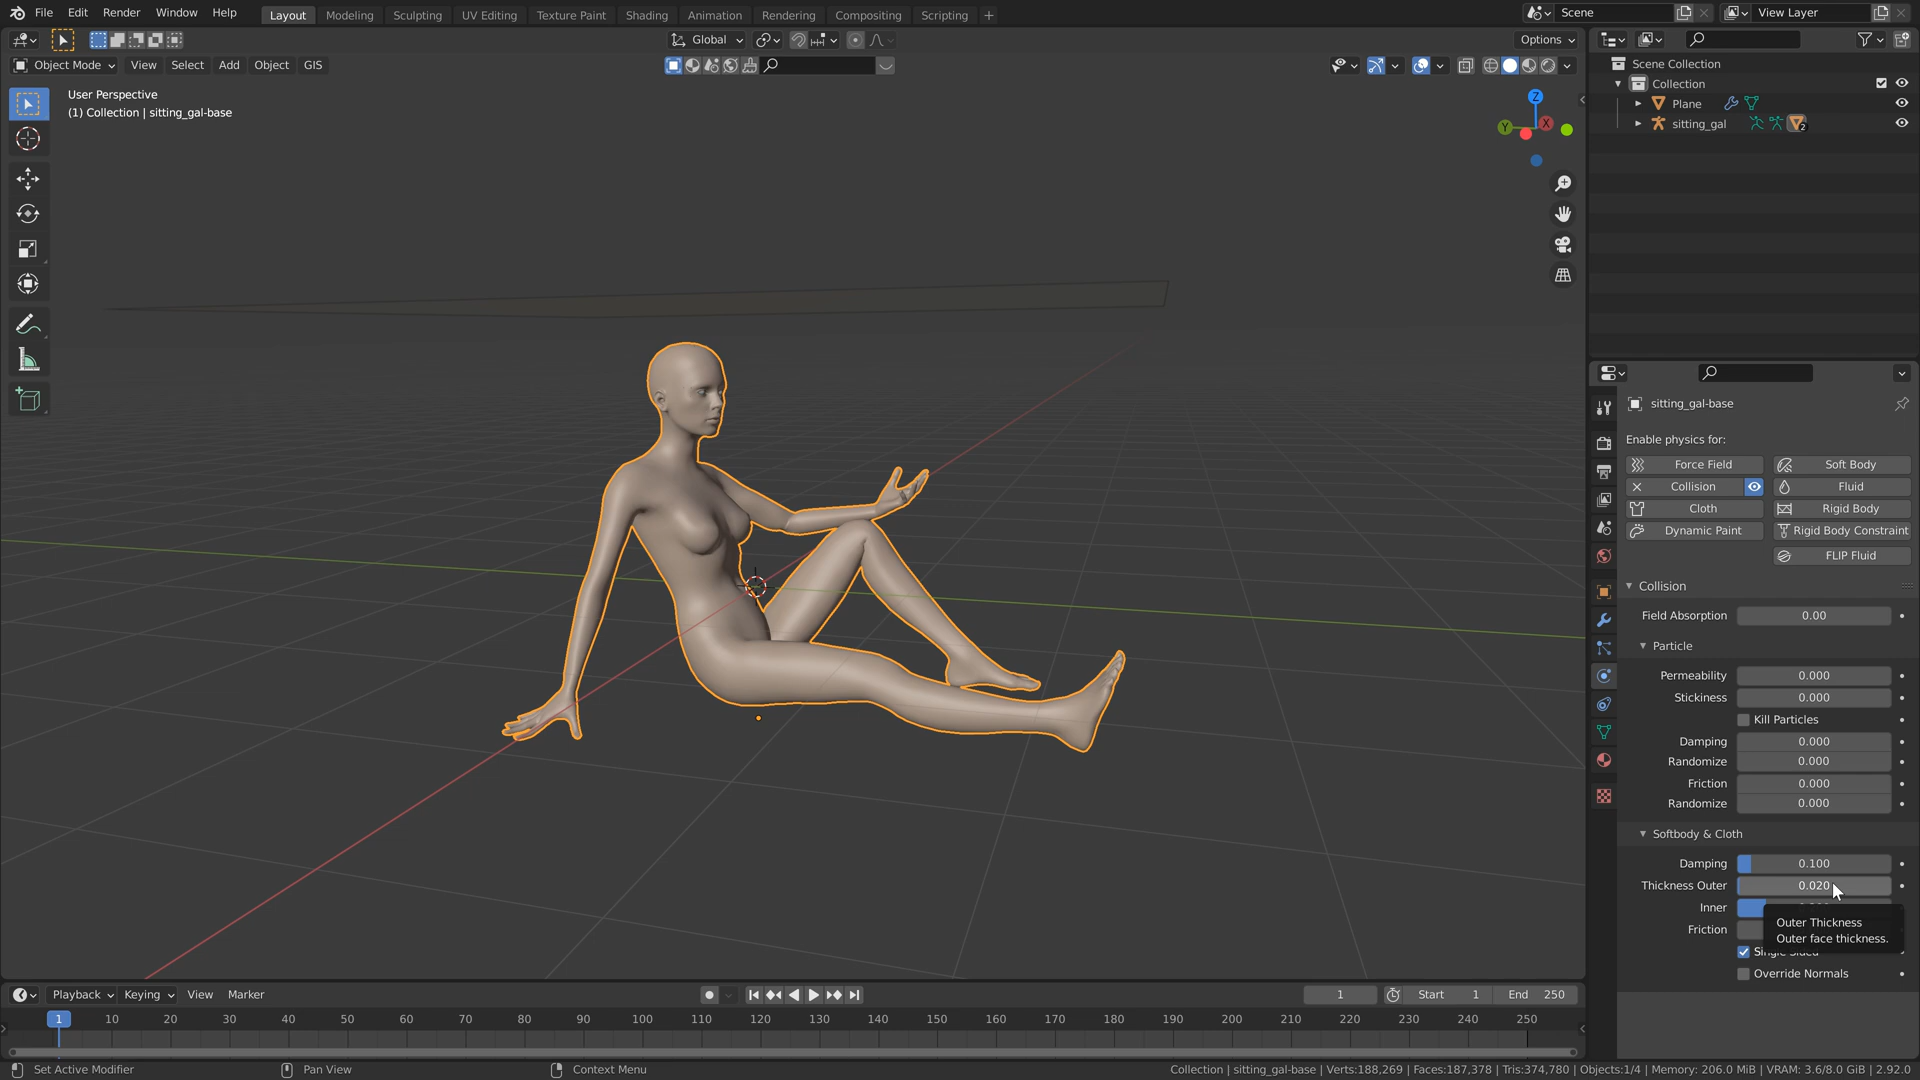 File Edit Render Window Help
Layout Modeling Sculpting UV Editing Texture Paint Shading Animation Rendering Compositing Scripting +
Scene
View Layer
Global
Options
Object Mode View Select Add Object GIS
User Perspective
(1) Collection | sitting_gal-base
Z
Y
X
Scene Collection
Collection
Plane
sitting_gal
2
sitting_gal-base
Enable physics for:
Force Field
Soft Body
Collision
Fluid
Cloth
Rigid Body
Dynamic Paint
Rigid Body Constraint
FLIP Fluid
Collision
Field Absorption 0.00
Particle
Permeability 0.000
Stickiness 0.000
Kill Particles
Damping 0.000
Randomize 0.000
Friction 0.000
Randomize 0.000
Softbody & Cloth
Damping 0.100
Thickness Outer 0.020
Inner
Friction
Outer Thickness
Outer face thickness.
Override Normals
Playback Keying View Marker
1
Start 1
End 250
1 10 20 30 40 50 60 70 80 90 100 110 120 130 140 150 160 170 180 190 200 210 220 230 240 250
Set Active Modifier
Pan View
Context Menu
Collection | sitting_gal-base | Verts:188,269 | Faces:187,378 | Tris:374,780 | Objects:1/4 | Memory: 206.0 MiB | VRAM: 3.6/8.0 GiB | 2.92.0